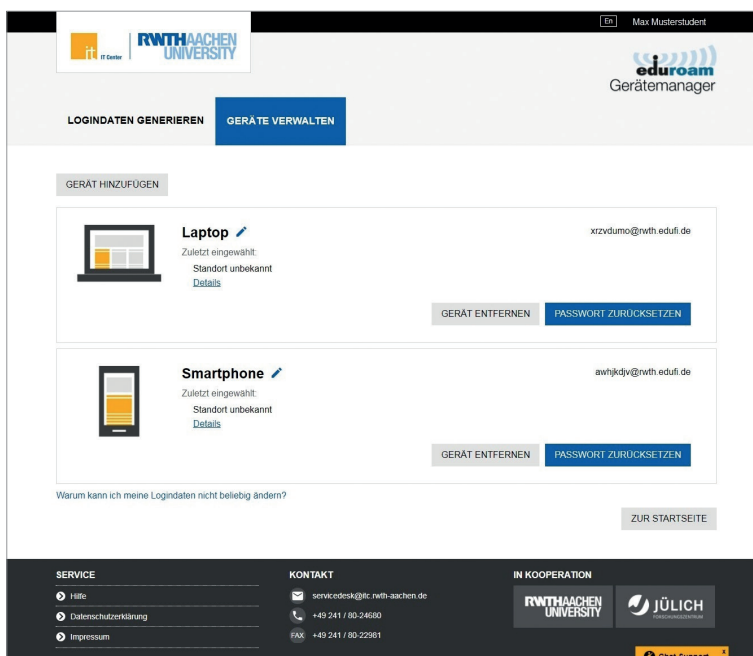 En Max Musterstudent
it IT Center RWTHAACHEN UNIVERSITY
eduroam
Gerätemanager
LOGINDATEN GENERIEREN GERÄTE VERWALTEN
GERÄT HINZUFÜGEN
Laptop
xrzvdumo@rwth.edufi.de
Zuletzt eingewählt:
Standort unbekannt
Details
GERÄT ENTFERNEN PASSWORT ZURÜCKSETZEN
Smartphone
awhjkdjv@rwth.edufi.de
Zuletzt eingewählt:
Standort unbekannt
Details
GERÄT ENTFERNEN PASSWORT ZURÜCKSETZEN
Warum kann ich meine Logindaten nicht beliebig ändern?
ZUR STARTSEITE
SERVICE
Hilfe
Datenschutzerklärung
Impressum
KONTAKT
servicedesk@itc.rwth-aachen.de
+49 241 / 80-24680
FAX +49 241 / 80-22981
IN KOOPERATION
RWTHAACHEN UNIVERSITY
JÜLICH
FORSCHUNGSZENTRUM
Chat Support x